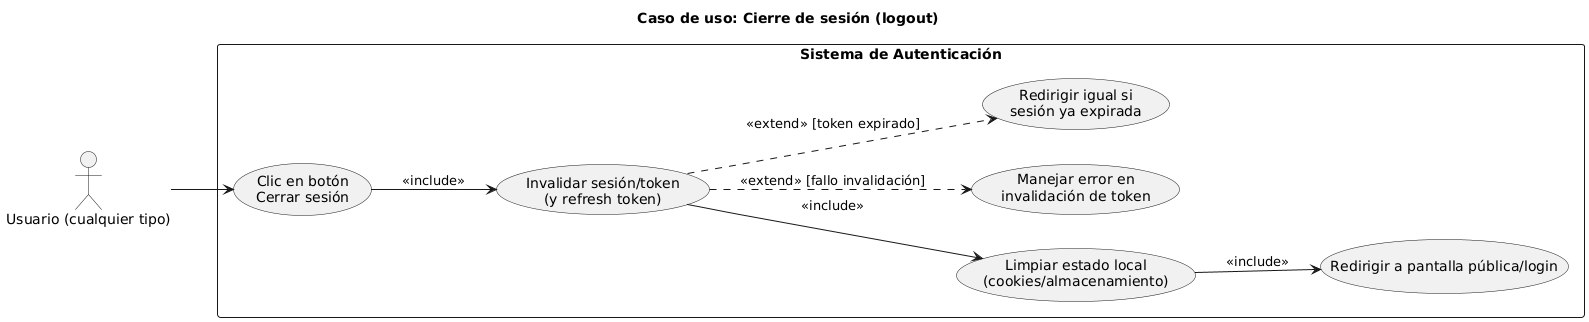 Caso de uso: Cierre de sesión (logout)
Sistema de Autenticación
Usuario (cualquier tipo)
Clic en botón
Cerrar sesión
«include»
Invalidar sesión/token
(y refresh token)
«extend» [token expirado]
Redirigir igual si
sesión ya expirada
«extend» [fallo invalidación]
Manejar error en
invalidación de token
«include»
Limpiar estado local
(cookies/almacenamiento)
«include»
Redirigir a pantalla pública/login